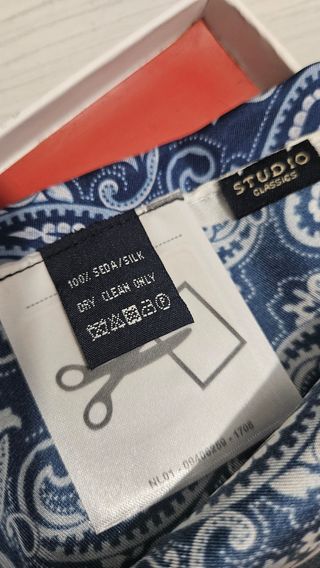 STUDIO
CLASSICS
100% SEDA/SILK
DRY CLEAN ONLY